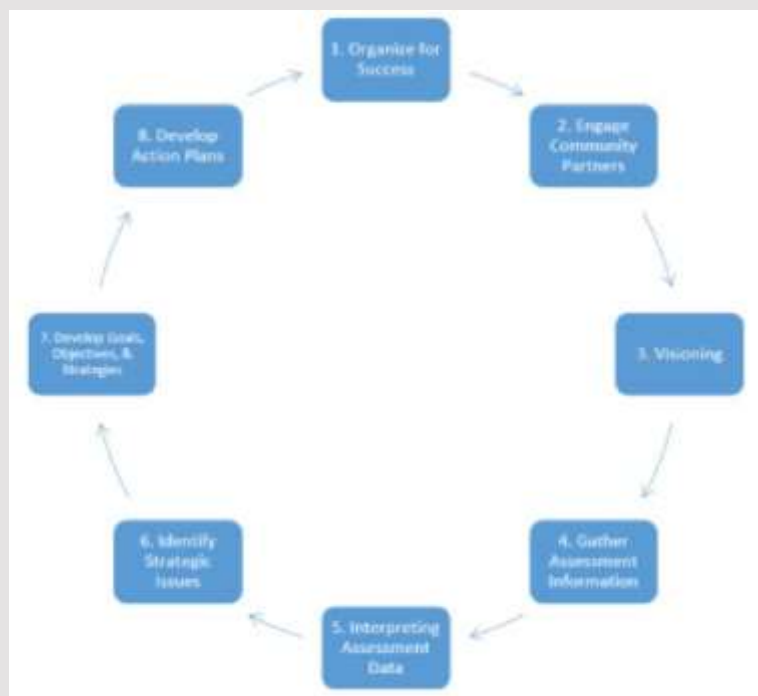 1. Organize for
Success
2. Engage
Community
Partners
3. Visioning
4. Gather
Assessment
Information
5. Interpreting
Assessment
Data
6. Identify
Strategic
Issues
7. Develop Goals,
Objectives, &
Strategies
8. Develop
Action Plans